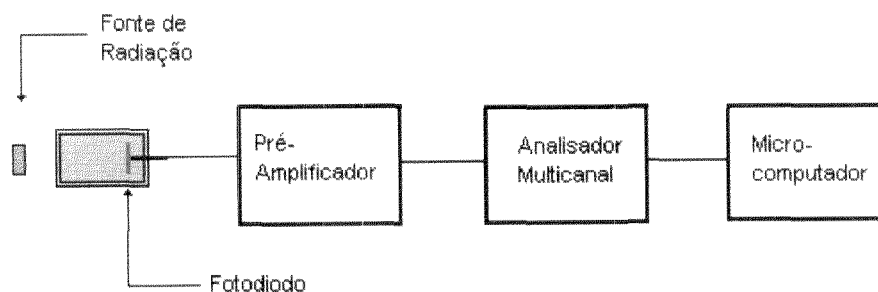 Fonte de
Radiação
Pré-
Amplificador
Analisador
Multicanal
Micro-
computador
Fotodiodo